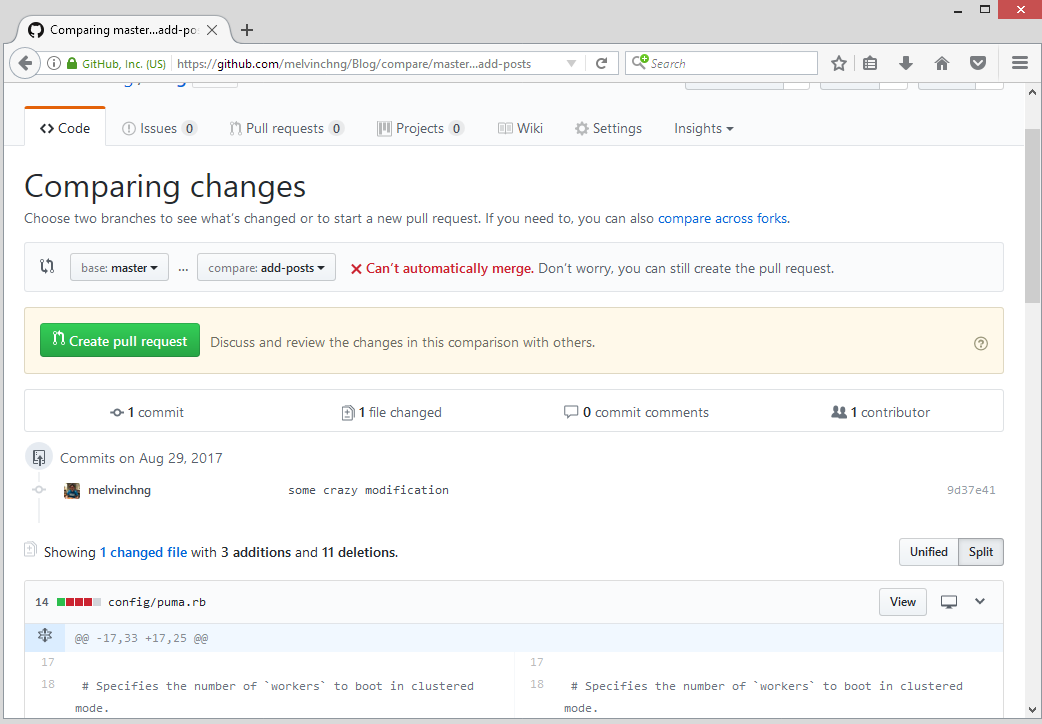 Comparing master...add-pos
GitHub, Inc. (US) https://github.com/melvinchng/Blog/compare/master...add-posts Search
Code Issues 0 Pull requests 0 Projects 0 Wiki Settings Insights
Comparing changes
Choose two branches to see what's changed or to start a new pull request. If you need to, you can also compare across forks.
base: master ... compare: add-posts Can't automatically merge. Don't worry, you can still create the pull request.
Create pull request Discuss and review the changes in this comparison with others.
1 commit 1 file changed 0 commit comments 1 contributor
Commits on Aug 29, 2017
melvinchng some crazy modification 9d37e41
Showing 1 changed file with 3 additions and 11 deletions. Unified Split
14 config/puma.rb View
@@ -17,33 +17,25 @@
17 17
18 # Specifies the number of `workers` to boot in clustered 18 # Specifies the number of `workers` to boot in clustered
mode. mode.